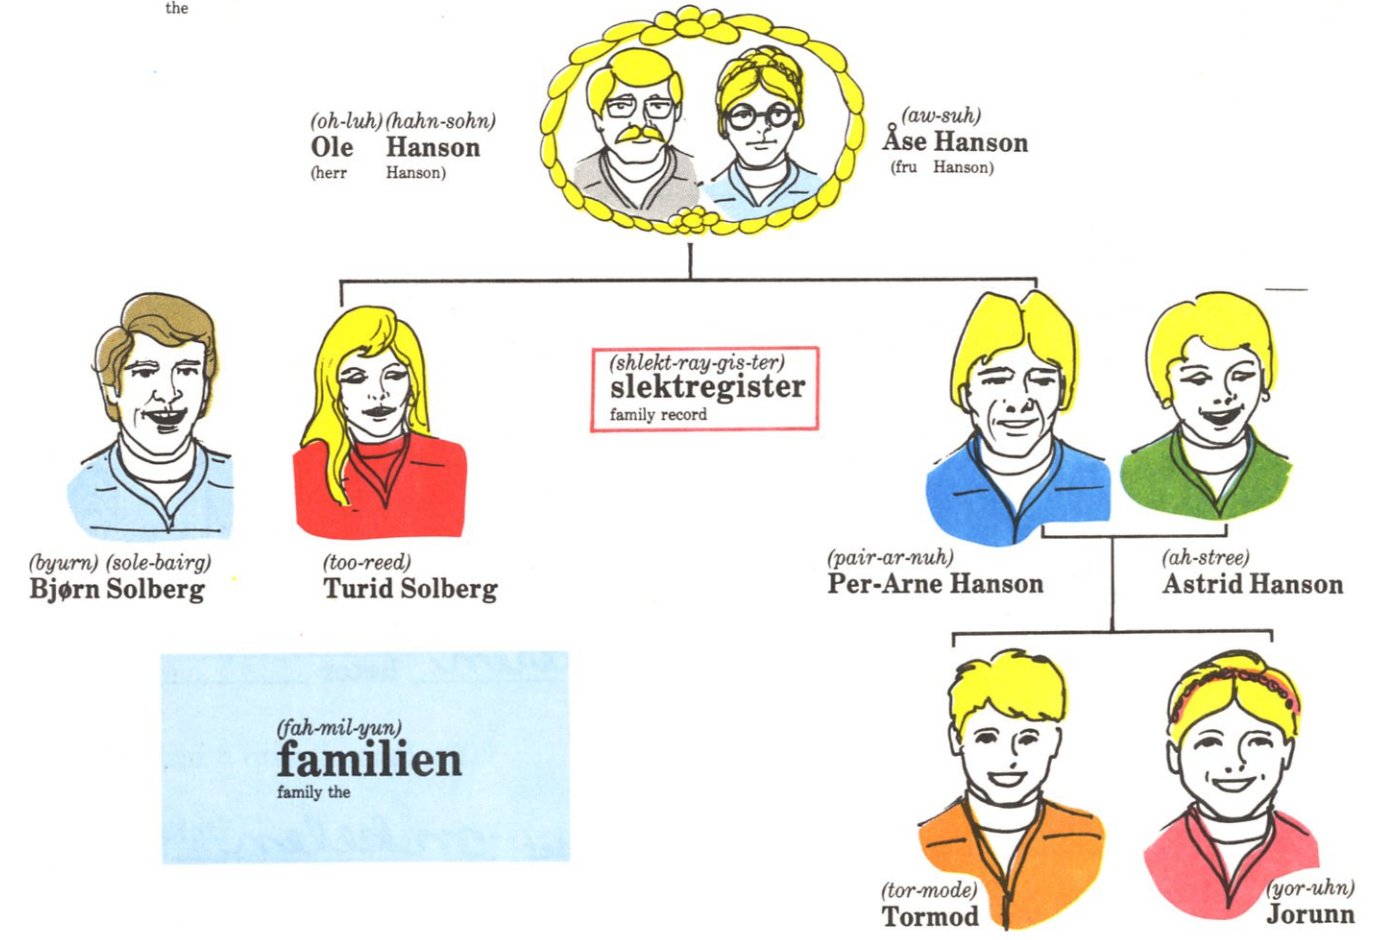 the
(oh-luh) (hahn-sohn)
Ole Hanson
(herr Hanson)
(aw-suh)
Åse Hanson
(fru Hanson)
(shlekt-ray-gis-ter)
slektregister
family record
(byurn) (sole-bairg)
Bjørn Solberg
(too-reed)
Turid Solberg
(pair-ar-nuh)
Per-Arne Hanson
(ah-stree)
Astrid Hanson
(fah-mil-yun)
familien
family the
(tor-mode)
Tormod
(yor-uhn)
Jorunn